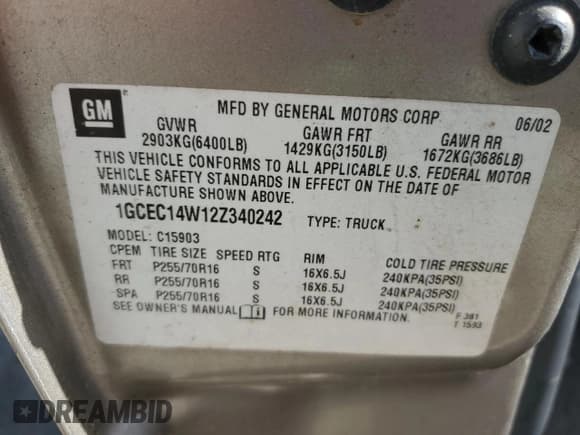 GM
MFD BY GENERAL MOTORS CORP
06/02
GVWR GAWR FRT GAWR RR
2903KG(6400LB) 1429KG(3150LB) 1672KG(3686LB)
THIS VEHICLE CONFORMS TO ALL APPLICABLE U.S. FEDERAL MOTOR
VEHICLE SAFETY STANDARDS IN EFFECT ON THE DATE OF
MANUFACTURE SHOWN ABOVE.
1GCEC14W12Z340242 TYPE: TRUCK
MODEL: C15903
CPEM TIRE SIZE SPEED RTG RIM COLD TIRE PRESSURE
FRT P255/70R16 S 16X6.5J 240KPA(35PSI)
RR P255/70R16 S 16X6.5J 240KPA(35PSI)
SPA P255/70R16 S 16X6.5J 240KPA(35PSI)
SEE OWNER'S MANUAL FOR MORE INFORMATION.
F 381
T 1593
DREAMBID